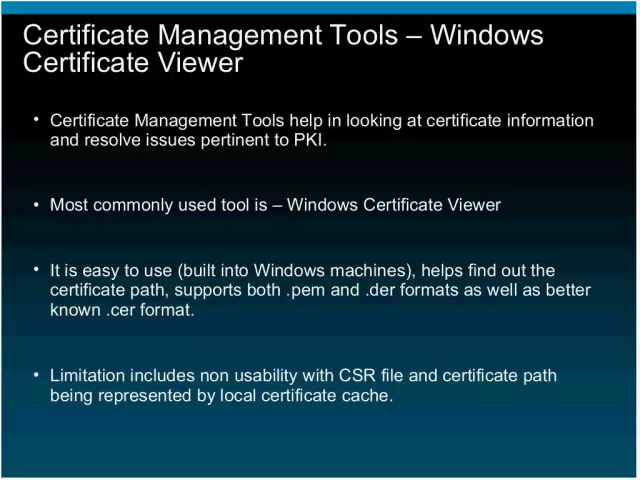 Certificate Management Tools – Windows
Certificate Viewer
• Certificate Management Tools help in looking at certificate information
and resolve issues pertinent to PKI.
• Most commonly used tool is – Windows Certificate Viewer
• It is easy to use (built into Windows machines), helps find out the
certificate path, supports both .pem and .der formats as well as better
known .cer format.
• Limitation includes non usability with CSR file and certificate path
being represented by local certificate cache.